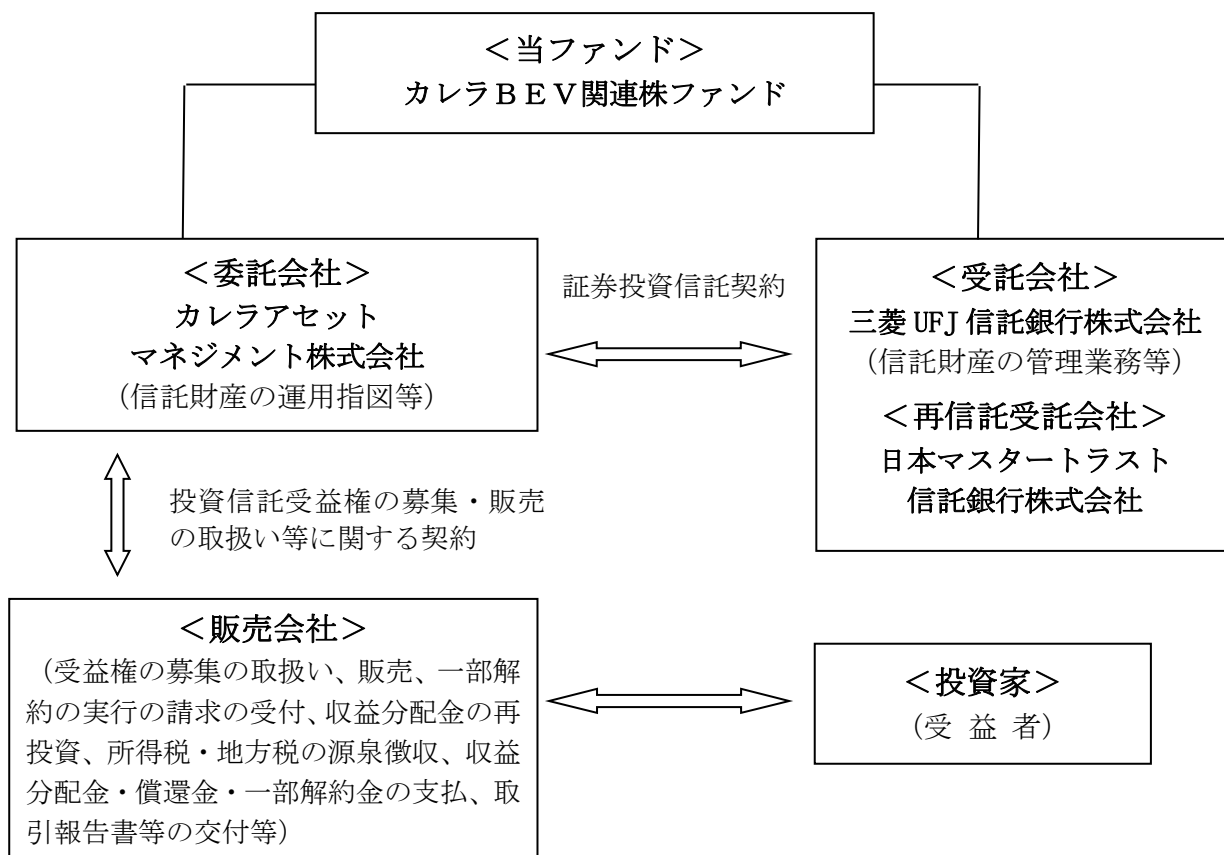 ＜当ファンド＞
カレラＢＥＶ関連株ファンド
＜委託会社＞
カレラアセット
マネジメント株式会社
（信託財産の運用指図等）
証券投資信託契約
＜受託会社＞
三菱 UFJ 信託銀行株式会社
（信託財産の管理業務等）
＜再信託受託会社＞
日本マスタートラスト
信託銀行株式会社
投資信託受益権の募集・販売
の取扱い等に関する契約
＜販売会社＞
（受益権の募集の取扱い、販売、一部解
約の実行の請求の受付、収益分配金の再
投資、所得税・地方税の源泉徴収、収益
分配金・償還金・一部解約金の支払、取
引報告書等の交付等）
＜投資家＞
（受 益 者）